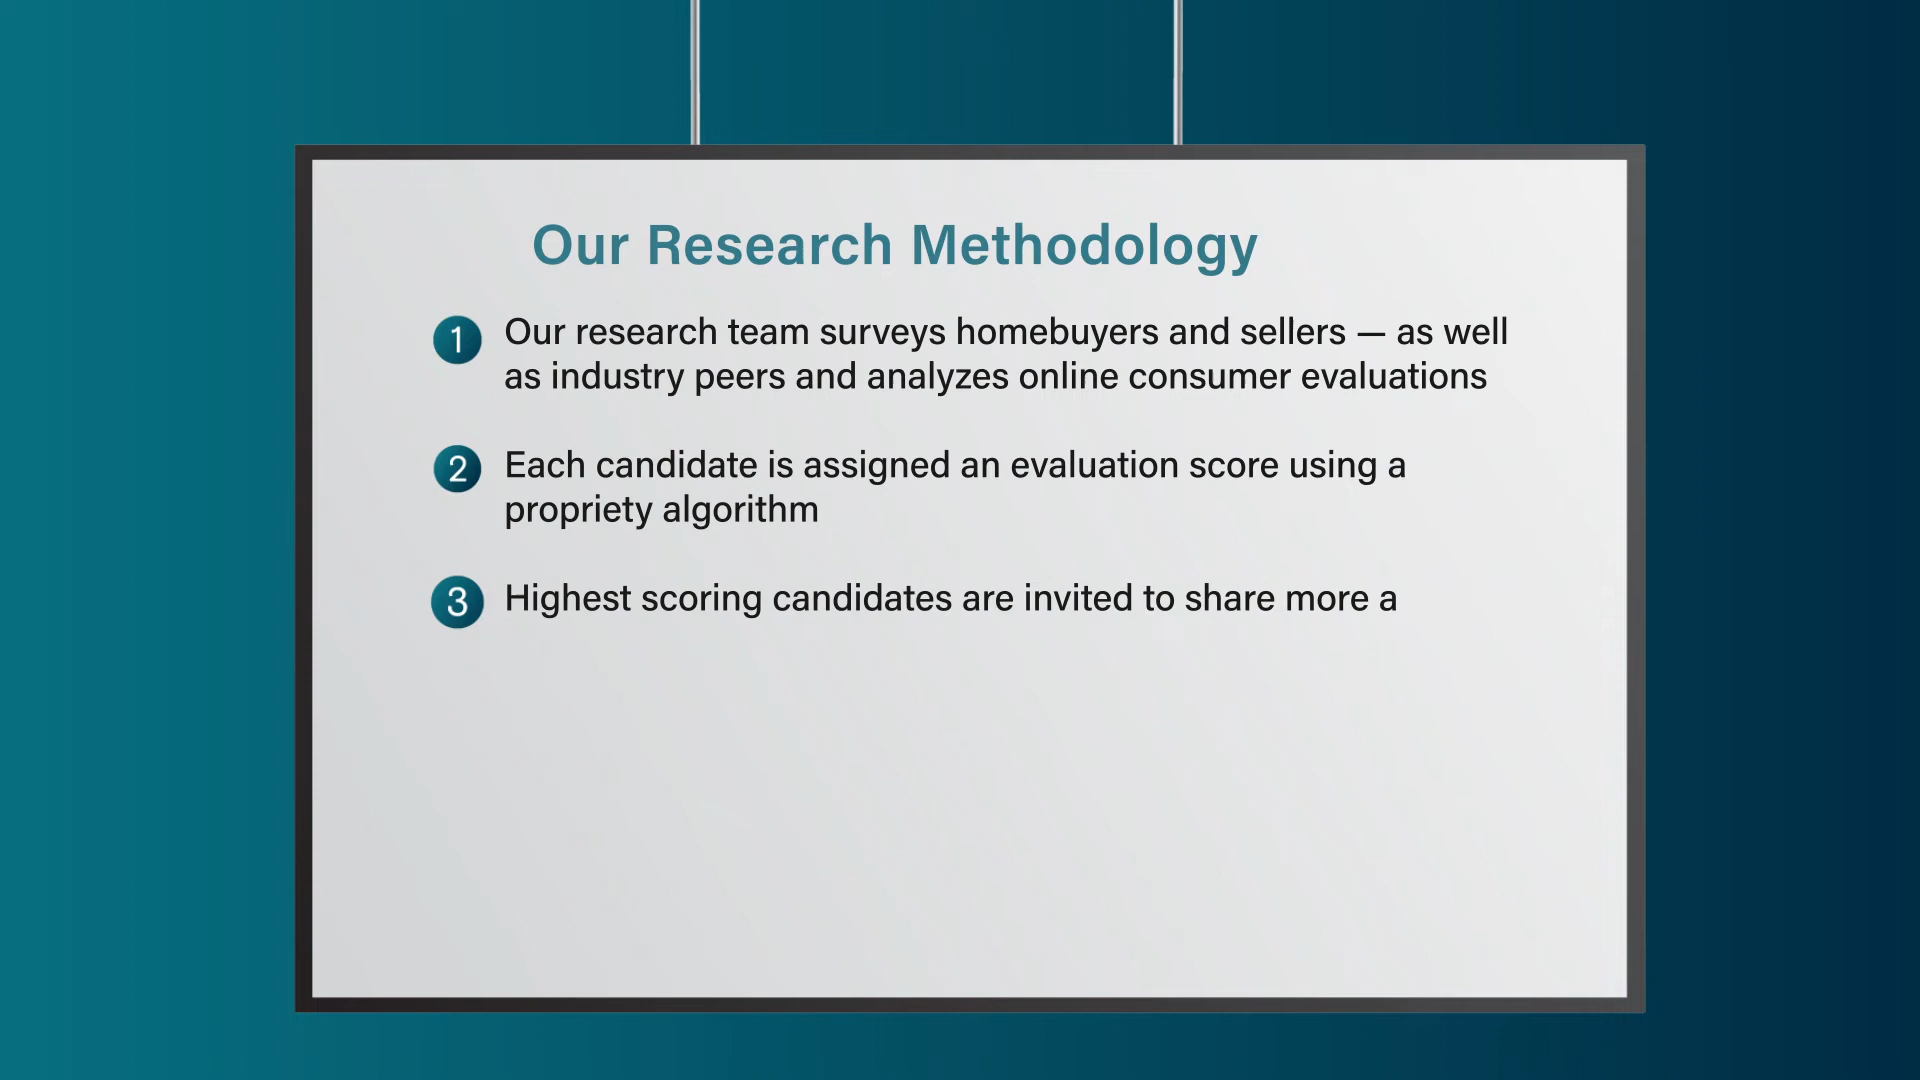 Our Research Methodology
1 Our research team surveys homebuyers and sellers — as well
as industry peers and analyzes online consumer evaluations
2 Each candidate is assigned an evaluation score using a
propriety algorithm
3 Highest scoring candidates are invited to share more a